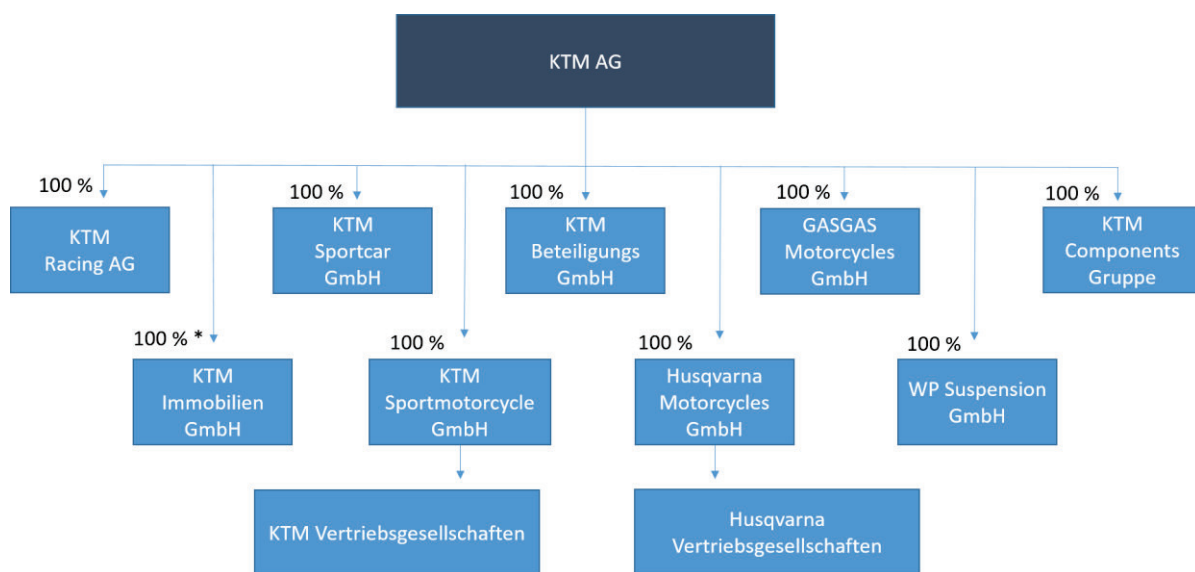 KTM AG
100 %
KTM
Racing AG
100 %
KTM
Sportcar
GmbH
100 %
KTM
Beteiligungs
GmbH
100 %
GASGAS
Motorcycles
GmbH
100 %
KTM
Components
Gruppe
100 % *
KTM
Immobilien
GmbH
100 %
KTM
Sportmotorcycle
GmbH
100 %
Husqvarna
Motorcycles
GmbH
100 %
WP Suspension
GmbH
KTM Vertriebsgesellschaften
Husqvarna
Vertriebsgesellschaften